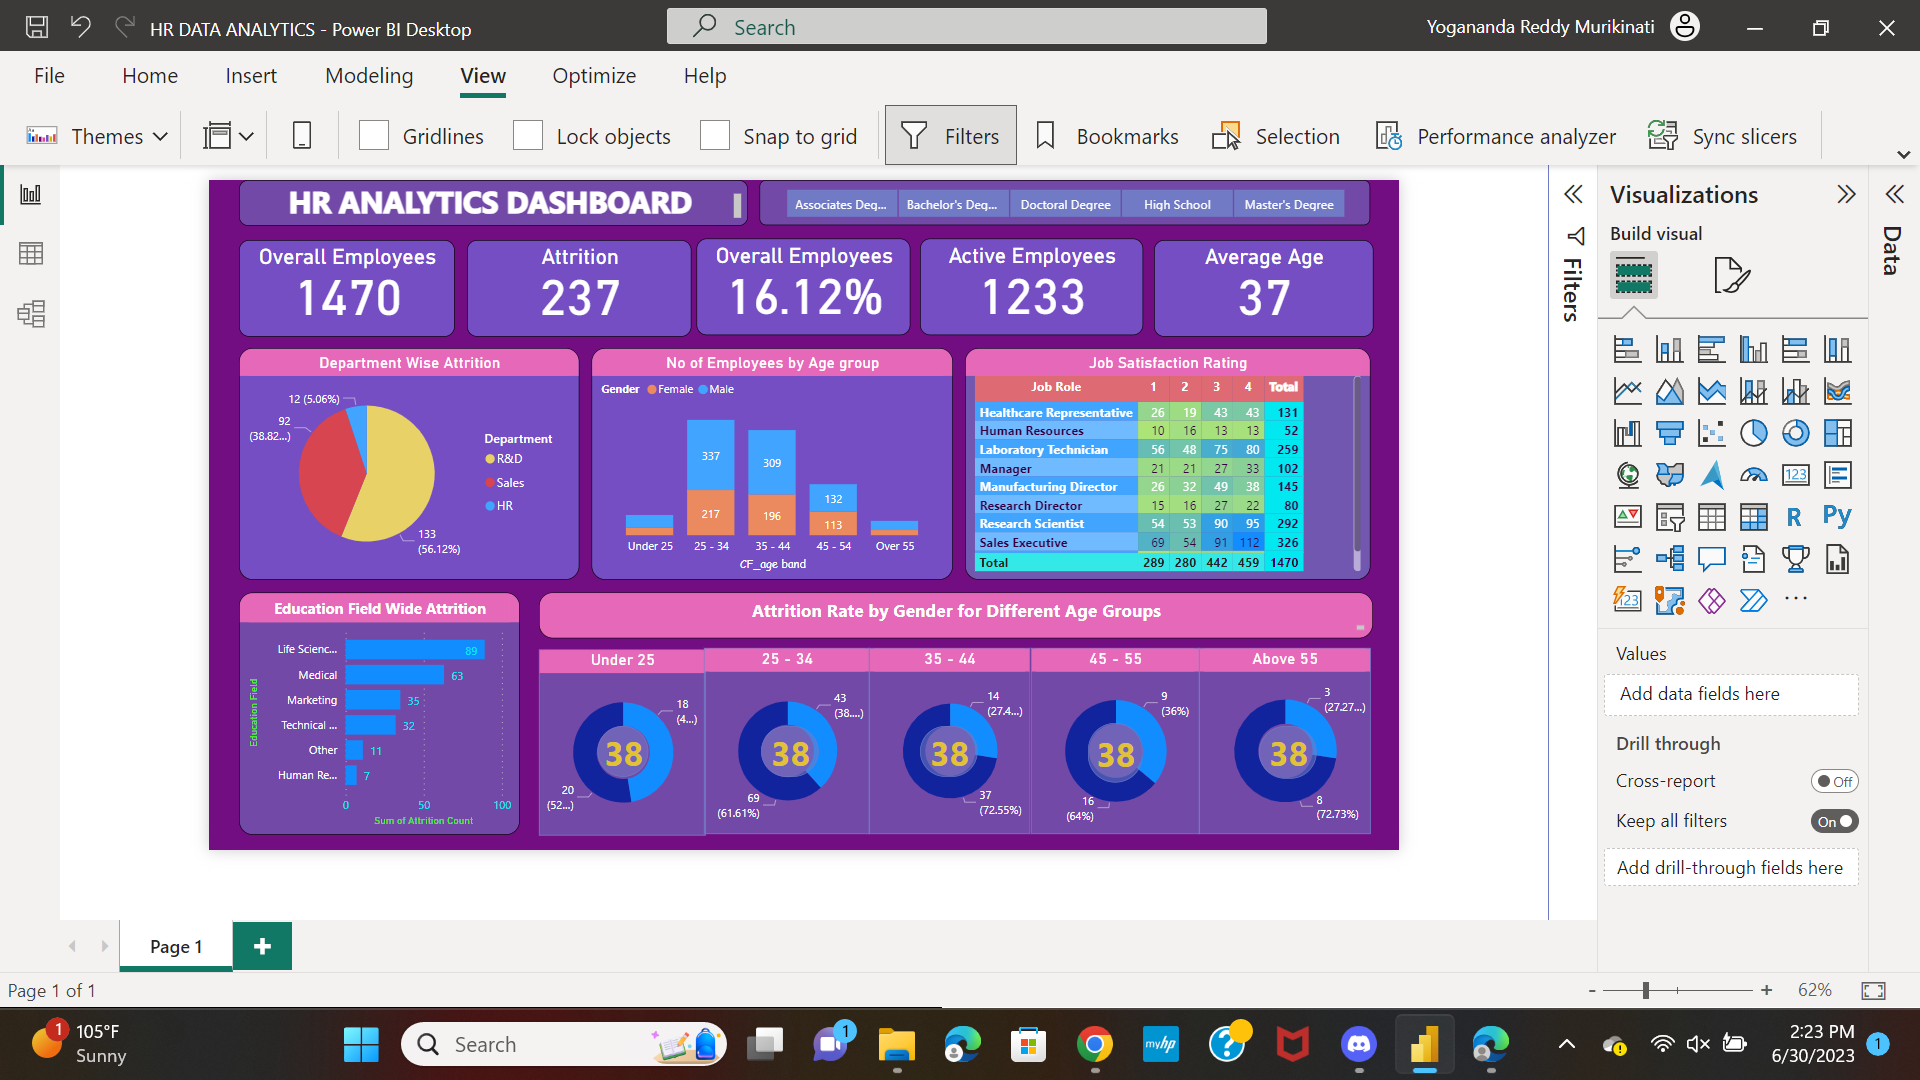 HR DATA ANALYTICS - Power BI Desktop
Search
Yogananda Reddy Murikinati
File Home Insert Modeling View Optimize Help
Themes Gridlines Lock objects Snap to grid Filters Bookmarks Selection Performance analyzer Sync slicers
HR ANALYTICS DASHBOARD
Associates Deg... Bachelor's Deg... Doctoral Degree High School Master's Degree
Overall Employees
1470
Attrition
237
Overall Employees
16.12%
Active Employees
1233
Average Age
37
Department Wise Attrition
12 (5.06%)
92
(38.82...)
133
(56.12%)
Department
R&D
Sales
HR
No of Employees by Age group
Gender Female Male
337 309 132
217 196 113
Under 25 25 - 34 35 - 44 45 - 54 Over 55
CF_age band
Job Satisfaction Rating
Job Role 1 2 3 4 Total
Healthcare Representative 26 19 43 43 131
Human Resources 10 16 13 13 52
Laboratory Technician 56 48 75 80 259
Manager 21 21 27 33 102
Manufacturing Director 26 32 49 38 145
Research Director 15 16 27 22 80
Research Scientist 54 53 90 95 292
Sales Executive 69 54 91 112 326
Total 289 280 442 459 1470
Education Field Wide Attrition
Education Field
Life Scienc... 89
Medical 63
Marketing 35
Technical ... 32
Other 11
Human Re... 7
0 50 100
Sum of Attrition Count
Attrition Rate by Gender for Different Age Groups
Under 25
18
(4...)
38
20
(52...)
25 - 34
43
(38....)
38
69
(61.61%)
35 - 44
14
(27.4...)
38
37
(72.55%)
45 - 55
9
(36%)
38
16
(64%)
Above 55
3
(27.27...)
38
8
(72.73%)
Filters
Visualizations
Build visual
123
R Py
123
...
Values
Add data fields here
Drill through
Cross-report Off
Keep all filters On
Add drill-through fields here
Data
Page 1
+
Page 1 of 1
- + 62%
1
105°F
Sunny
Search
1
myhp
?
2:23 PM
6/30/2023
1